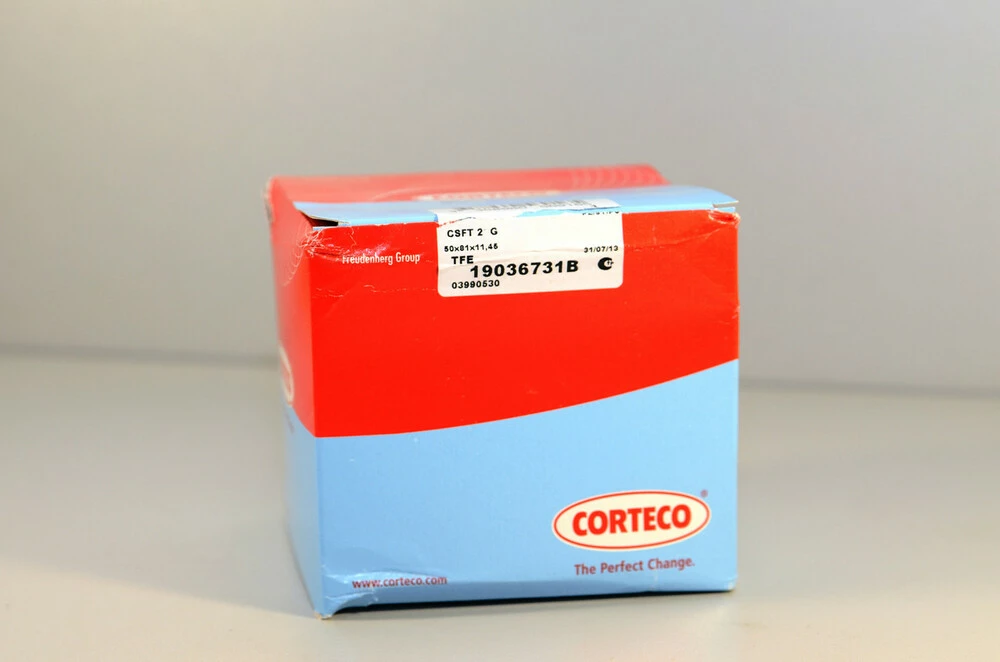 CSFT 2 G
50x81x11,45
31/07/13
TFE
19036731B
03990530
Freudenberg Group
CORTECO®
The Perfect Change.
www.corteco.com